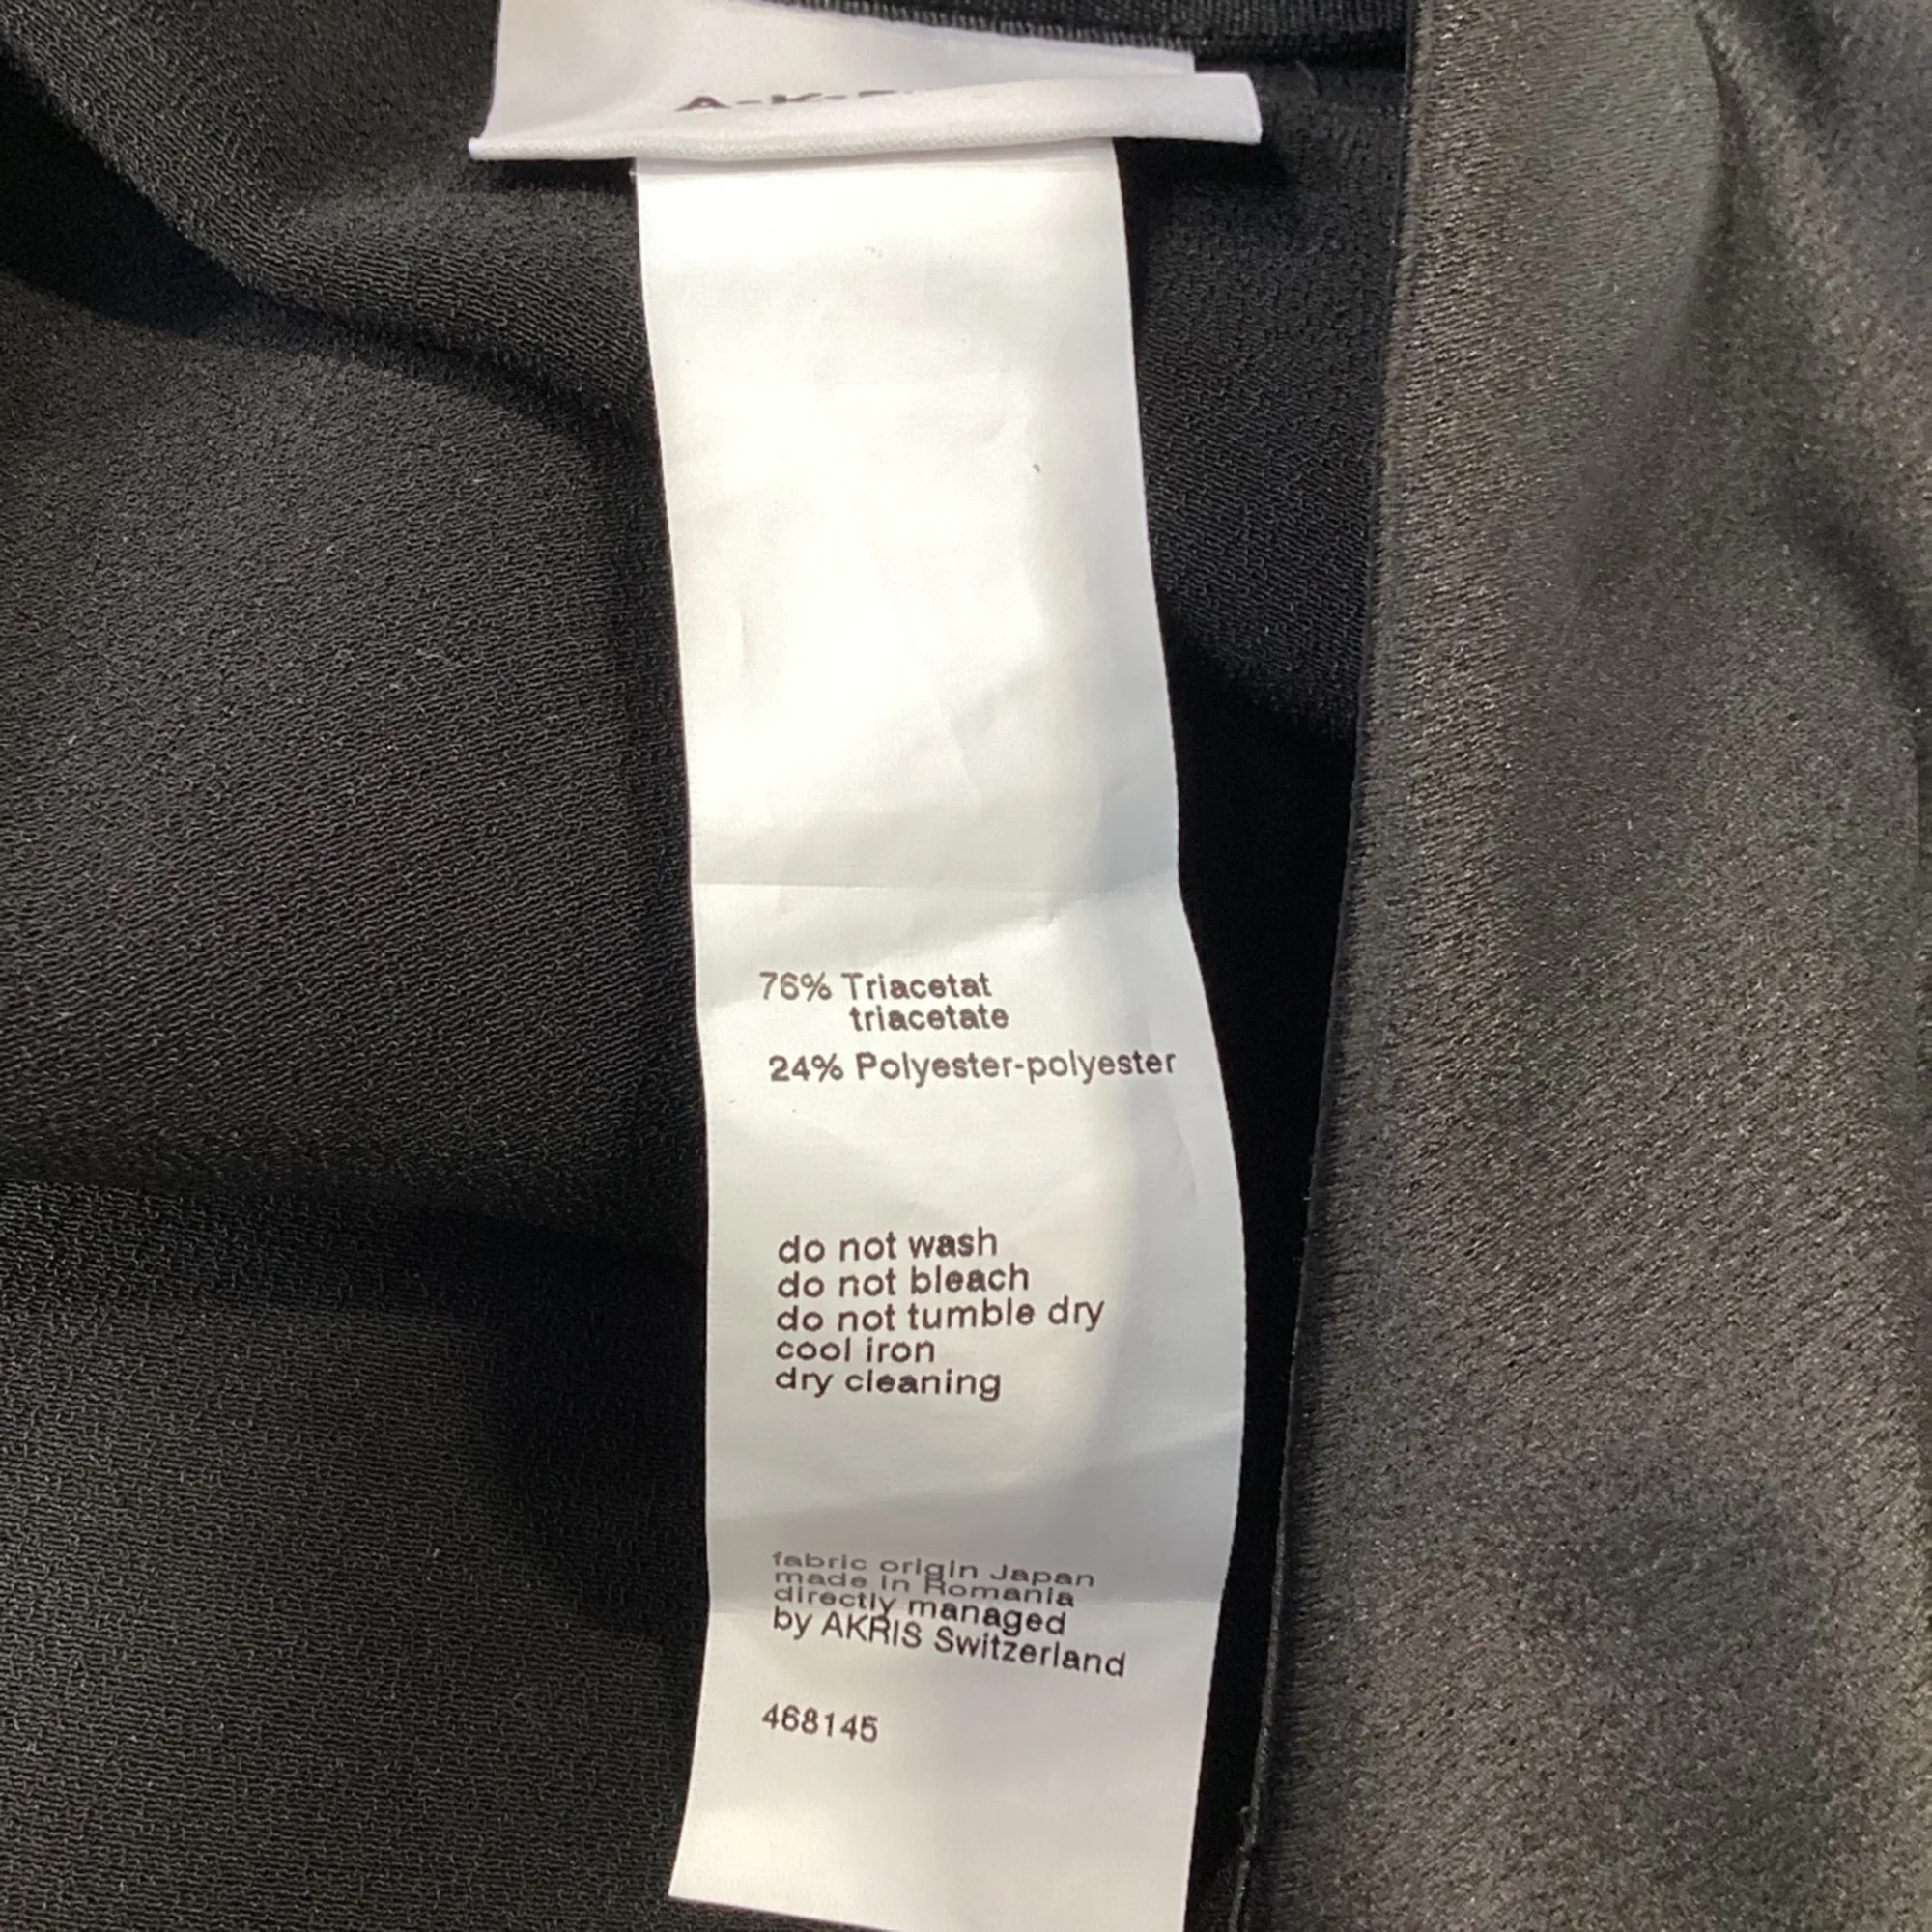 76% Triacetat
triacetate
24% Polyester-polyester
do not wash
do not bleach
do not tumble dry
cool iron
dry cleaning
fabric origin Japan
made in Romania
directly managed
by AKRIS Switzerland
468145